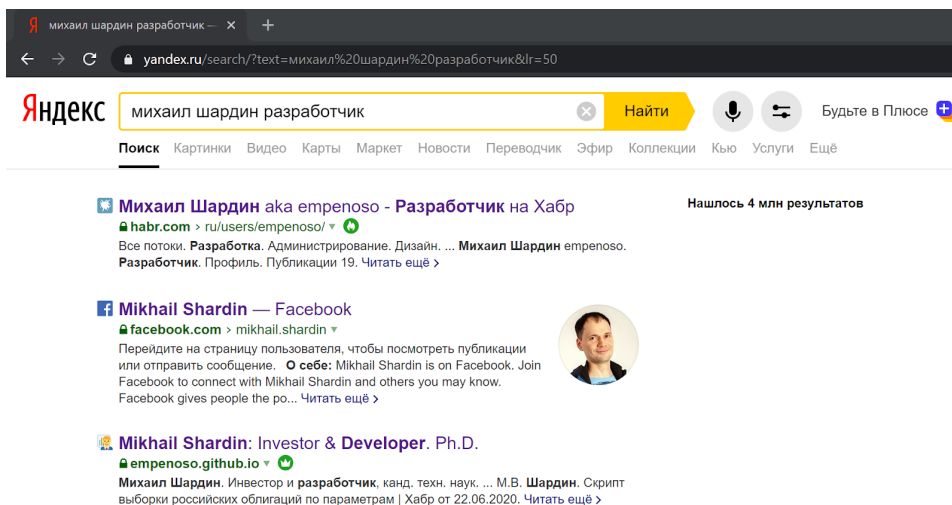 михаил шардин разработчик —
yandex.ru/search/?text=михаил%20шардин%20разработчик&lr=50
Яндекс
михаил шардин разработчик
Найти
Будьте в Плюсе
Поиск Картинки Видео Карты Маркет Новости Переводчик Эфир Коллекции Кью Услуги Ещё
Михаил Шардин aka empenoso - Разработчик на Хабр
habr.com › ru/users/empenoso/
Все потоки. Разработка. Администрирование. Дизайн. ... Михаил Шардин empenoso.
Разработчик. Профиль. Публикации 19. Читать ещё ›
Нашлось 4 млн результатов
Mikhail Shardin — Facebook
facebook.com › mikhail.shardin
Перейдите на страницу пользователя, чтобы посмотреть публикации
или отправить сообщение. О себе: Mikhail Shardin is on Facebook. Join
Facebook to connect with Mikhail Shardin and others you may know.
Facebook gives people the po... Читать ещё ›
Mikhail Shardin: Investor & Developer. Ph.D.
empenoso.github.io
Михаил Шардин. Инвестор и разработчик, канд. техн. наук. ... М.В. Шардин. Скрипт
выборки российских облигаций по параметрам | Хабр от 22.06.2020. Читать ещё ›